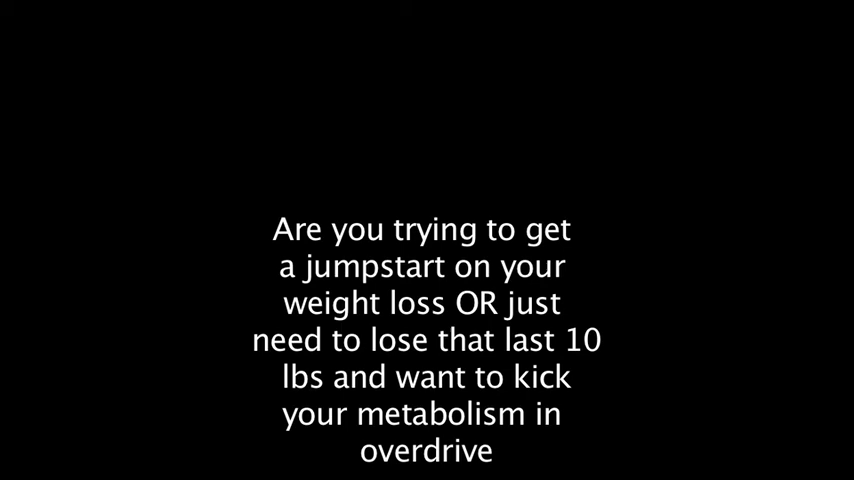 Are you trying to get
a jumpstart on your
weight loss OR just
need to lose that last 10
lbs and want to kick
your metabolism in
overdrive